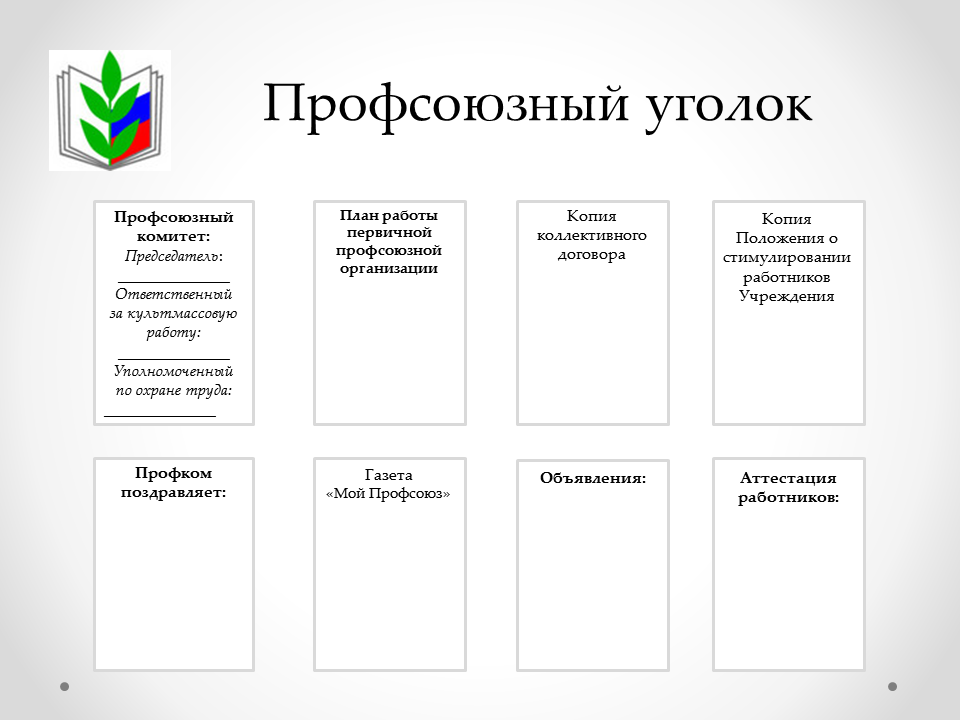 Профсоюзный уголок
Профсоюзный
комитет:
Председатель:
______________
Ответственный
за культмассовую
работу:
______________
Уполномоченный
по охране труда:
______________
План работы
первичной
профсоюзной
организации
Копия
коллективного
договора
Копия
Положения о
стимулировании
работников
Учреждения
Профком
поздравляет:
Газета
«Мой Профсоюз»
Объявления:
Аттестация
работников: